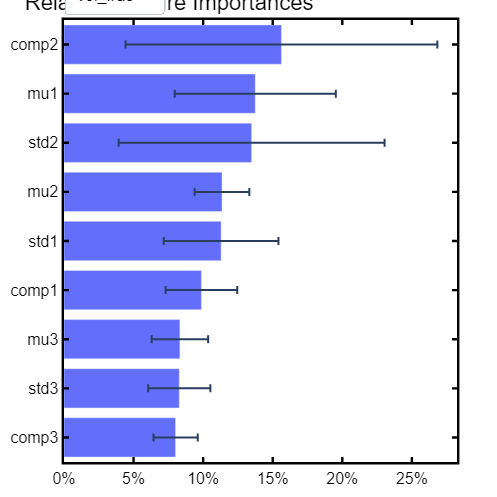 Rela re Importances
comp2
mu1
std2
mu2
std1
comp1
mu3
std3
comp3
0% 5% 10% 15% 20% 25%